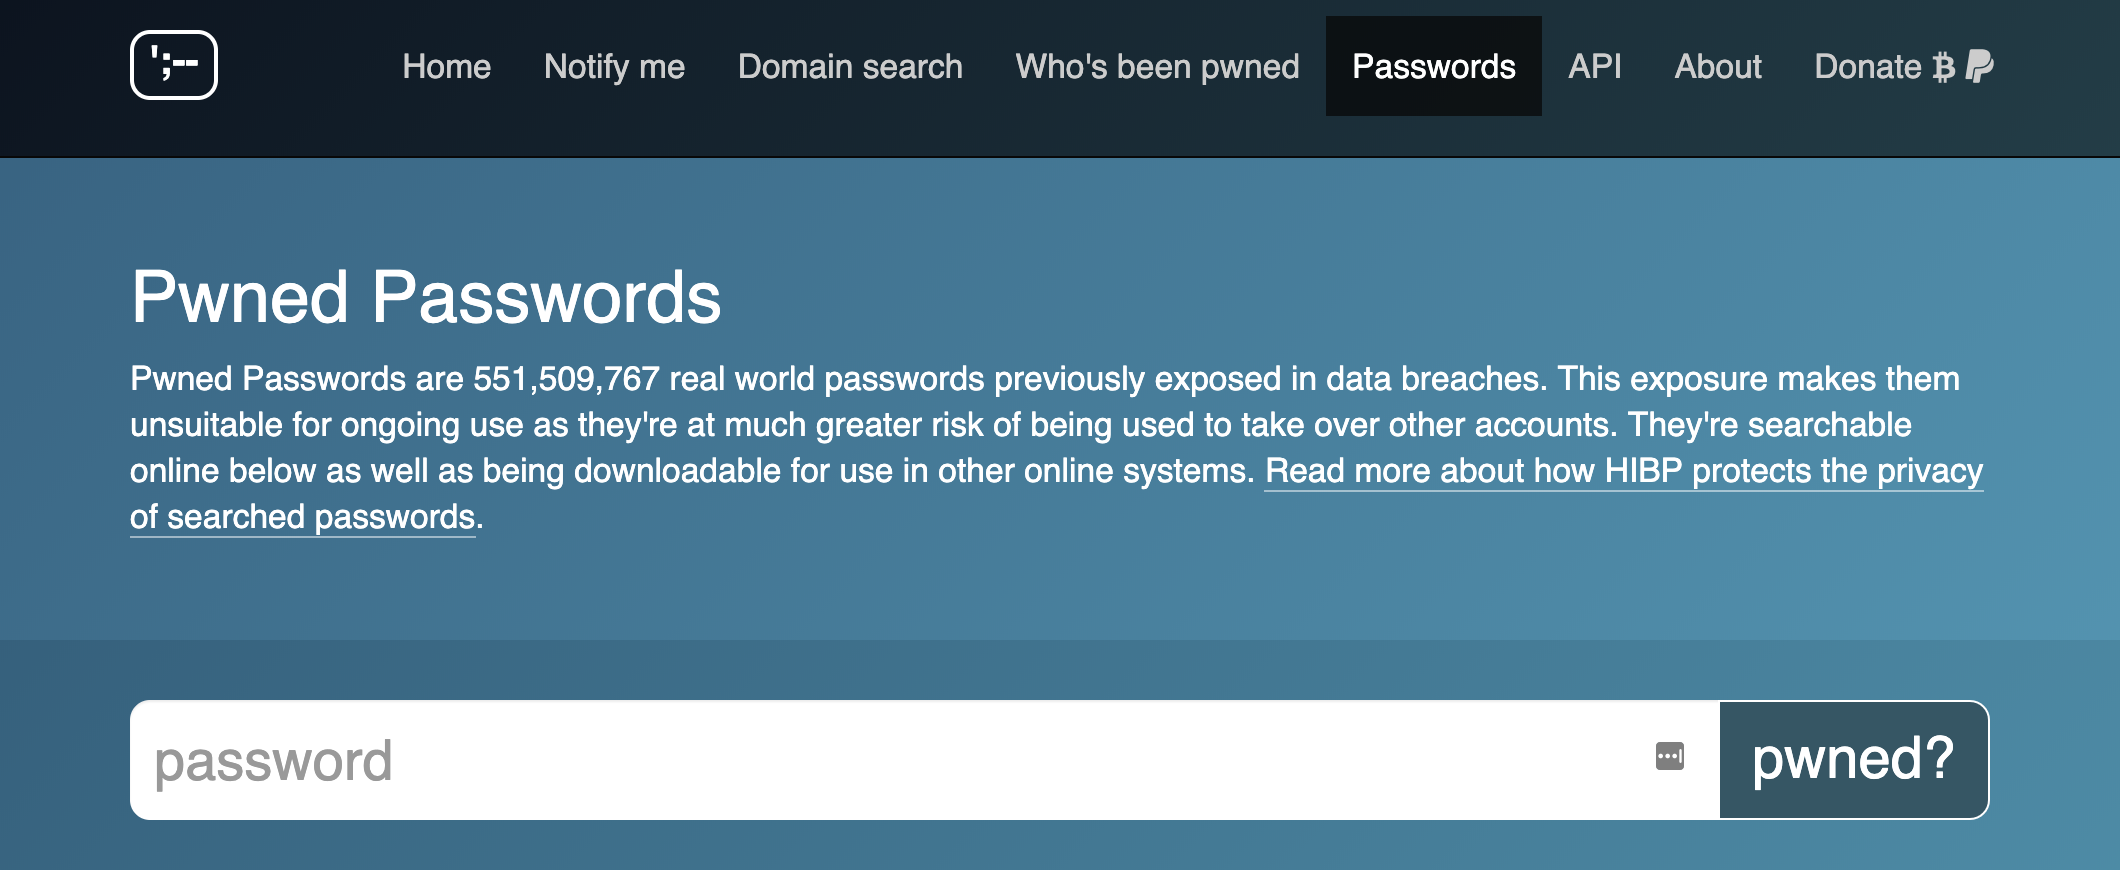 ';--
Home Notify me Domain search Who's been pwned Passwords API About Donate
Pwned Passwords
Pwned Passwords are 551,509,767 real world passwords previously exposed in data breaches. This exposure makes them
unsuitable for ongoing use as they're at much greater risk of being used to take over other accounts. They're searchable
online below as well as being downloadable for use in other online systems. Read more about how HIBP protects the privacy
of searched passwords.
password
pwned?